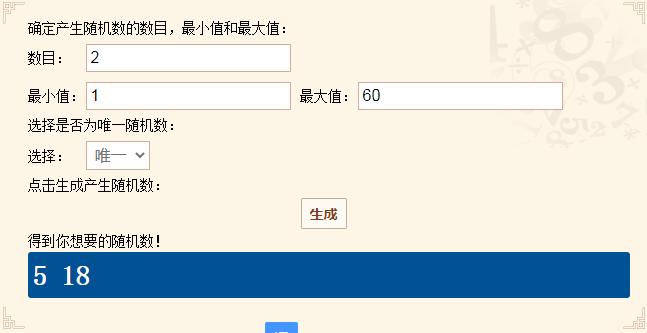 确定产生随机数的数目，最小值和最大值：
数目： 2
最小值： 1 最大值： 60
选择是否为唯一随机数：
选择： 唯一
点击生成产生随机数：
生成
得到你想要的随机数！
5 18